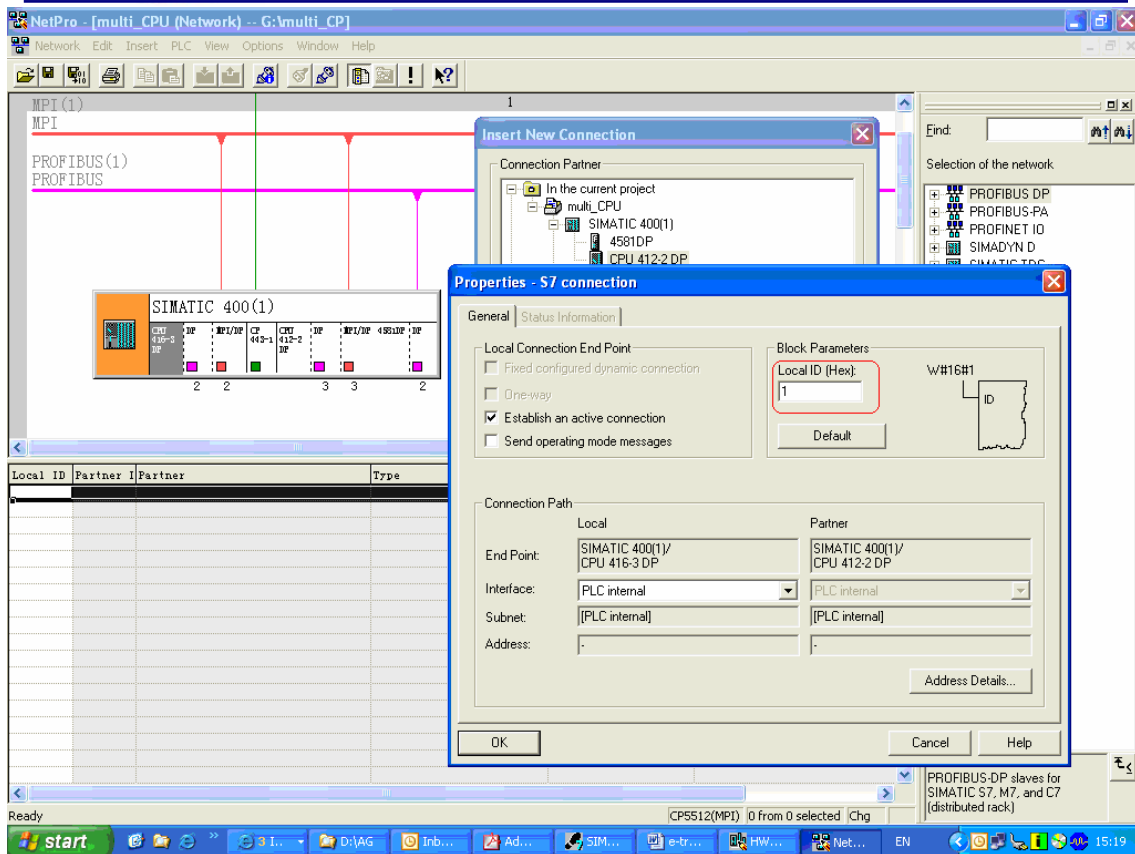 NetPro - [multi_CPU (Network) -- G:\multi_CP]
Network Edit Insert PLC View Options Window Help
MPI(1)
MPI
1
PROFIBUS(1)
PROFIBUS
SIMATIC 400(1)
CPU 416-3 DP
DP
MPI/DP
CP 443-1
CPU 412-2 DP
DP
MPI/DP
4581DP
DP
2 2 3 3 2
Insert New Connection
Connection Partner
In the current project
multi_CPU
SIMATIC 400(1)
4581DP
CPU 412-2 DP
Find:
Selection of the network
PROFIBUS DP
PROFIBUS-PA
PROFINET IO
SIMADYN D
Properties - S7 connection
General Status Information
Local Connection End Point
Fixed configured dynamic connection
One-way
Establish an active connection
Send operating mode messages
Block Parameters
Local ID (Hex):
1
Default
W#16#1
ID
Connection Path
Local Partner
End Point: SIMATIC 400(1)/ CPU 416-3 DP SIMATIC 400(1)/ CPU 412-2 DP
Interface: PLC internal PLC internal
Subnet: [PLC internal] [PLC internal]
Address: - -
Address Details...
OK Cancel Help
Local ID Partner I Partner Type
PROFIBUS-DP slaves for
SIMATIC S7, M7, and C7
(distributed rack)
Ready CP5512(MPI) 0 from 0 selected Chg
start 3 I... D:\AG Inb... Ad... SIM... e-tr... HW... Net... EN 15:19